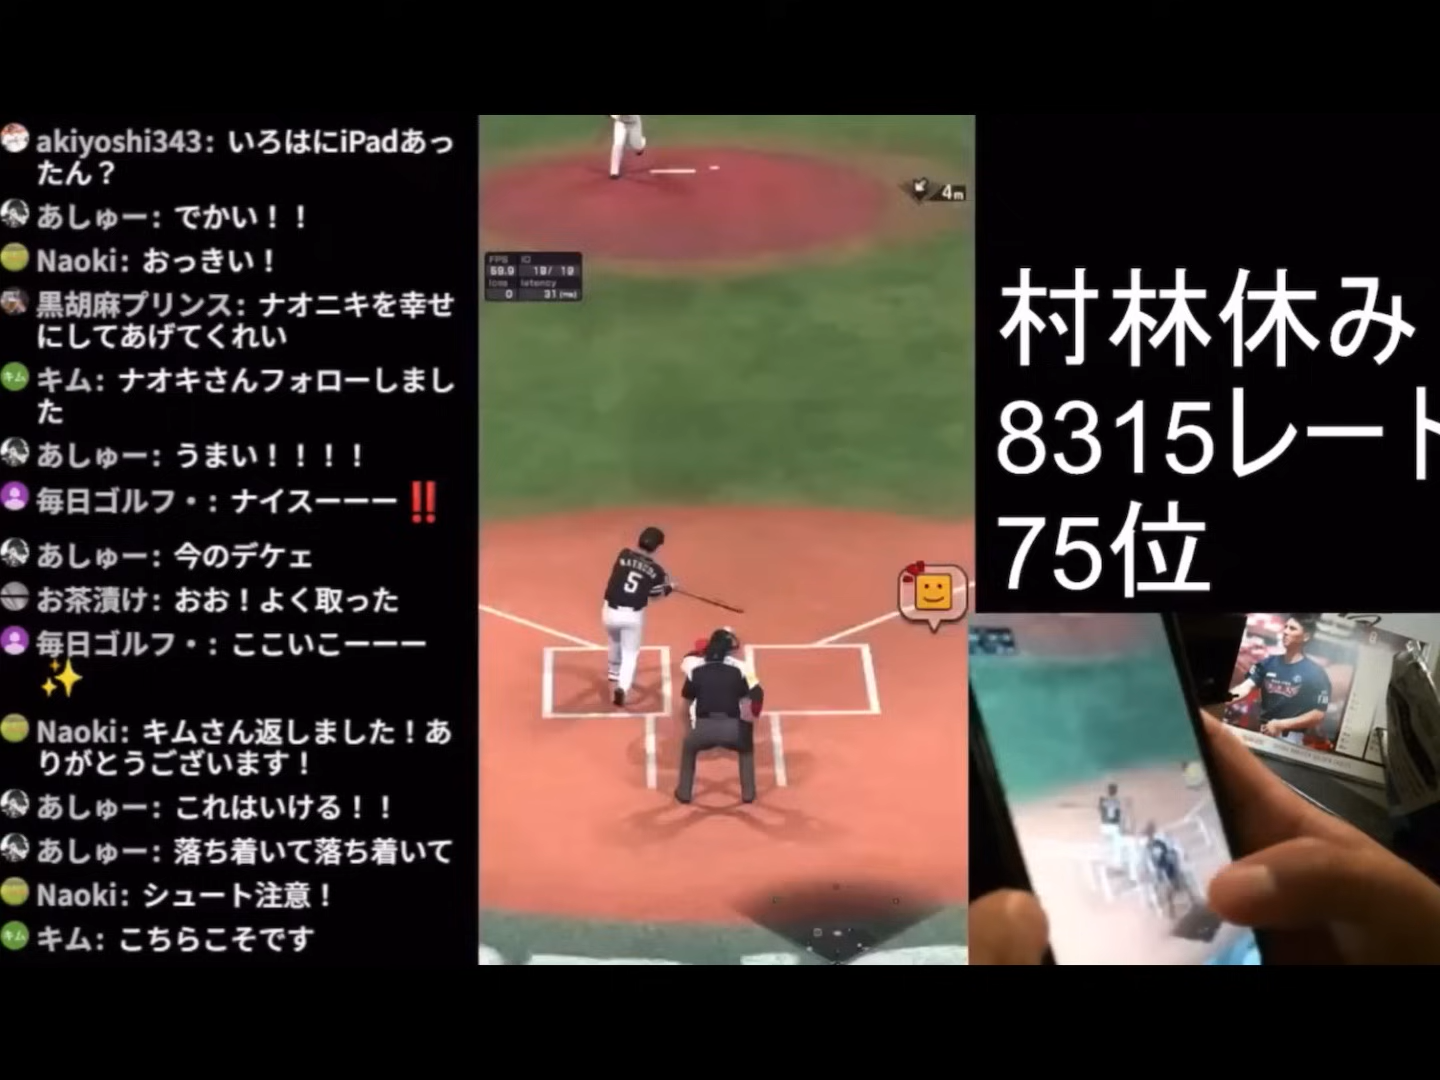 akiyoshi343: いろはにiPadあっ
たん？
あしゅー: でかい！！
Naoki: おっきい！
黒胡麻プリンス: ナオニキを幸せ
にしてあげてくれい
キム: ナオキさんフォローしまし
た
あしゅー: うまい！！！！
毎日ゴルフ・: ナイスーーー‼️
あしゅー: 今のデケェ
お茶漬け: おお！よく取った
毎日ゴルフ・: ここいこーーー
✨
Naoki: キムさん返しました！あ
りがとうございます！
あしゅー: これはいける！！
あしゅー: 落ち着いて落ち着いて
Naoki: シュート注意！
キム: こちらこそです
4m
FPS
59.9
loss latency
0 31(ms)
5
村林休み
8315レート
75位